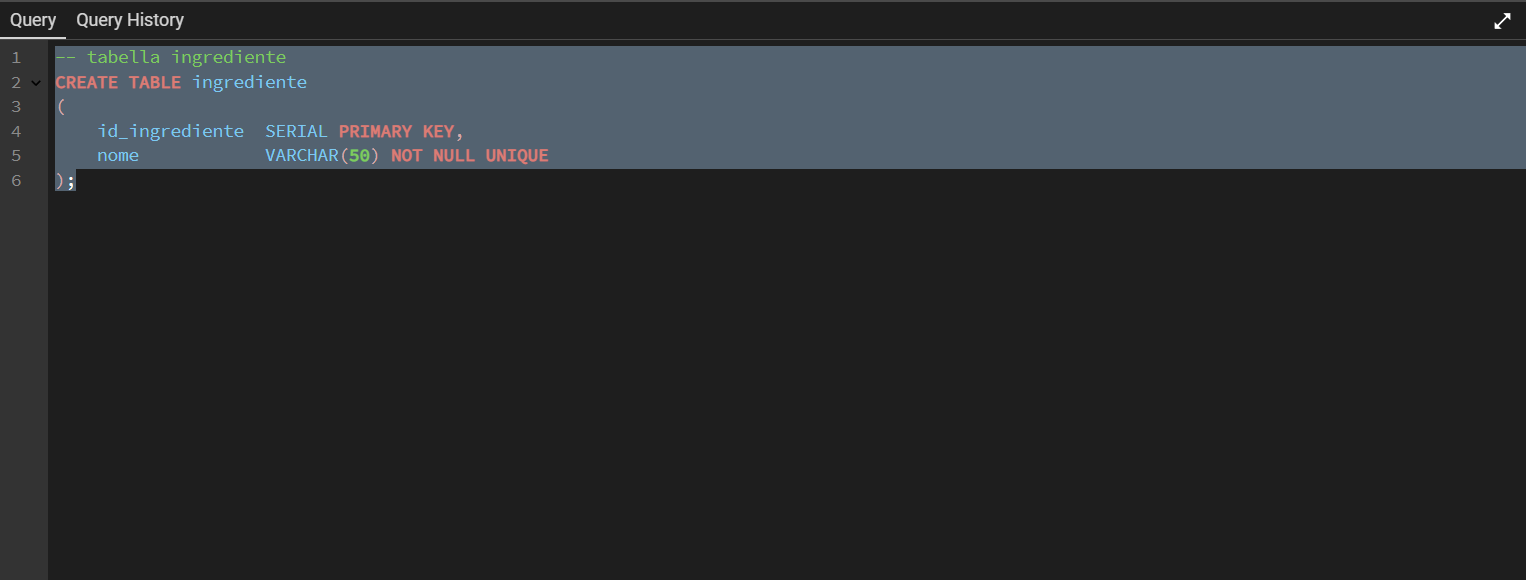 Query Query History
1 -- tabella ingrediente
2 CREATE TABLE ingrediente
3 (
4 id_ingrediente SERIAL PRIMARY KEY,
5 nome VARCHAR(50) NOT NULL UNIQUE
6 );